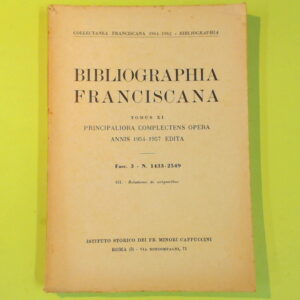 COLLECTANEA FRANCISCANA 1961-1962 - BIBLIOGRAPHIA
BIBLIOGRAPHIA
FRANCISCANA
TOMUS XI
PRINCIPALIORA COMPLECTENS OPERA
ANNIS 1954-1957 EDITA
Fasc. 3 - N. 1433-2549
ISTITUTO STORICO DEI FR. MINORI CAPPUCCINI
ROMA